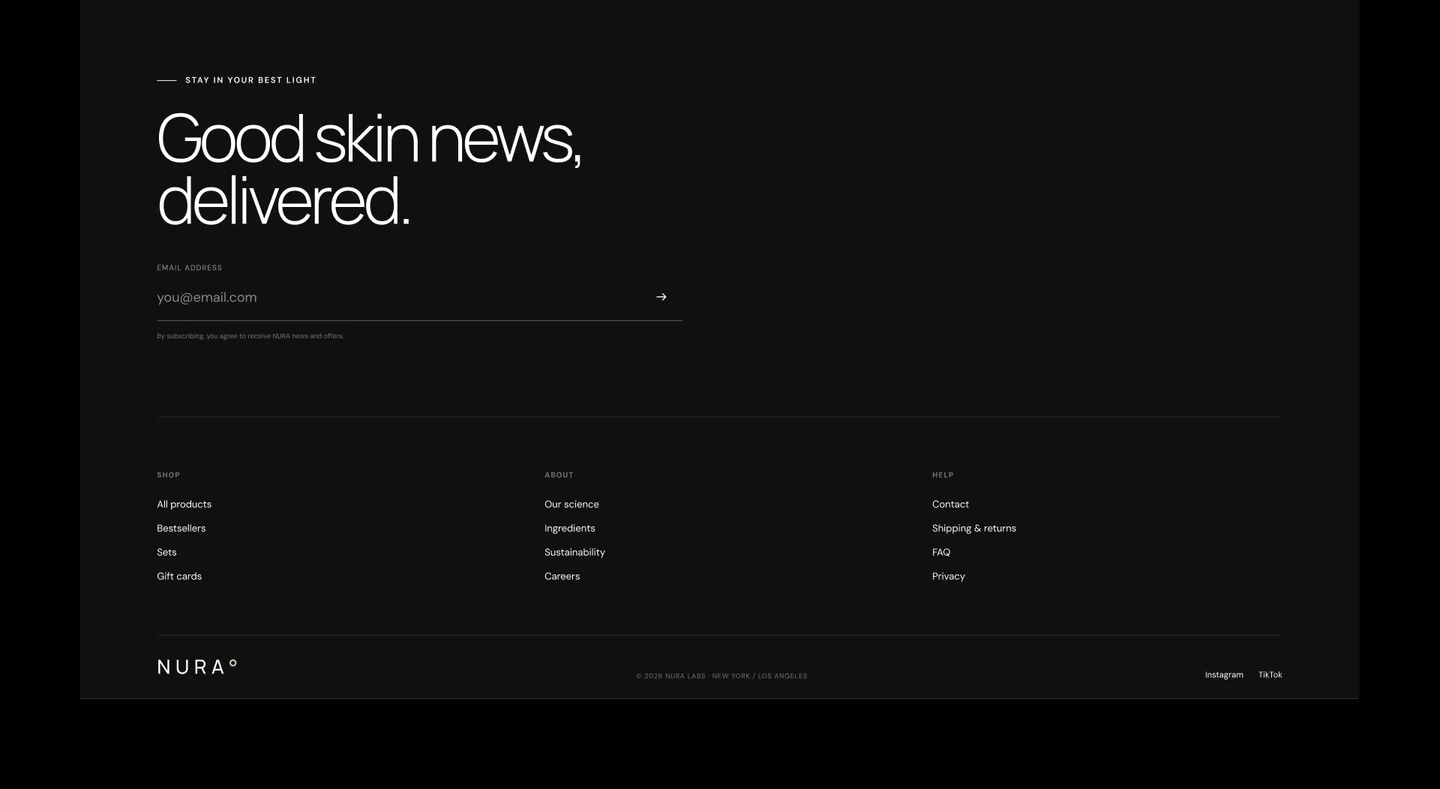 STAY IN YOUR BEST LIGHT
Good skin news,
delivered.
EMAIL ADDRESS
you@email.com
By subscribing, you agree to receive NURA news and offers.
SHOP
All products
Bestsellers
Sets
Gift cards
ABOUT
Our science
Ingredients
Sustainability
Careers
HELP
Contact
Shipping & returns
FAQ
Privacy
NURA°
© 2026 NURA LABS · NEW YORK / LOS ANGELES
Instagram TikTok